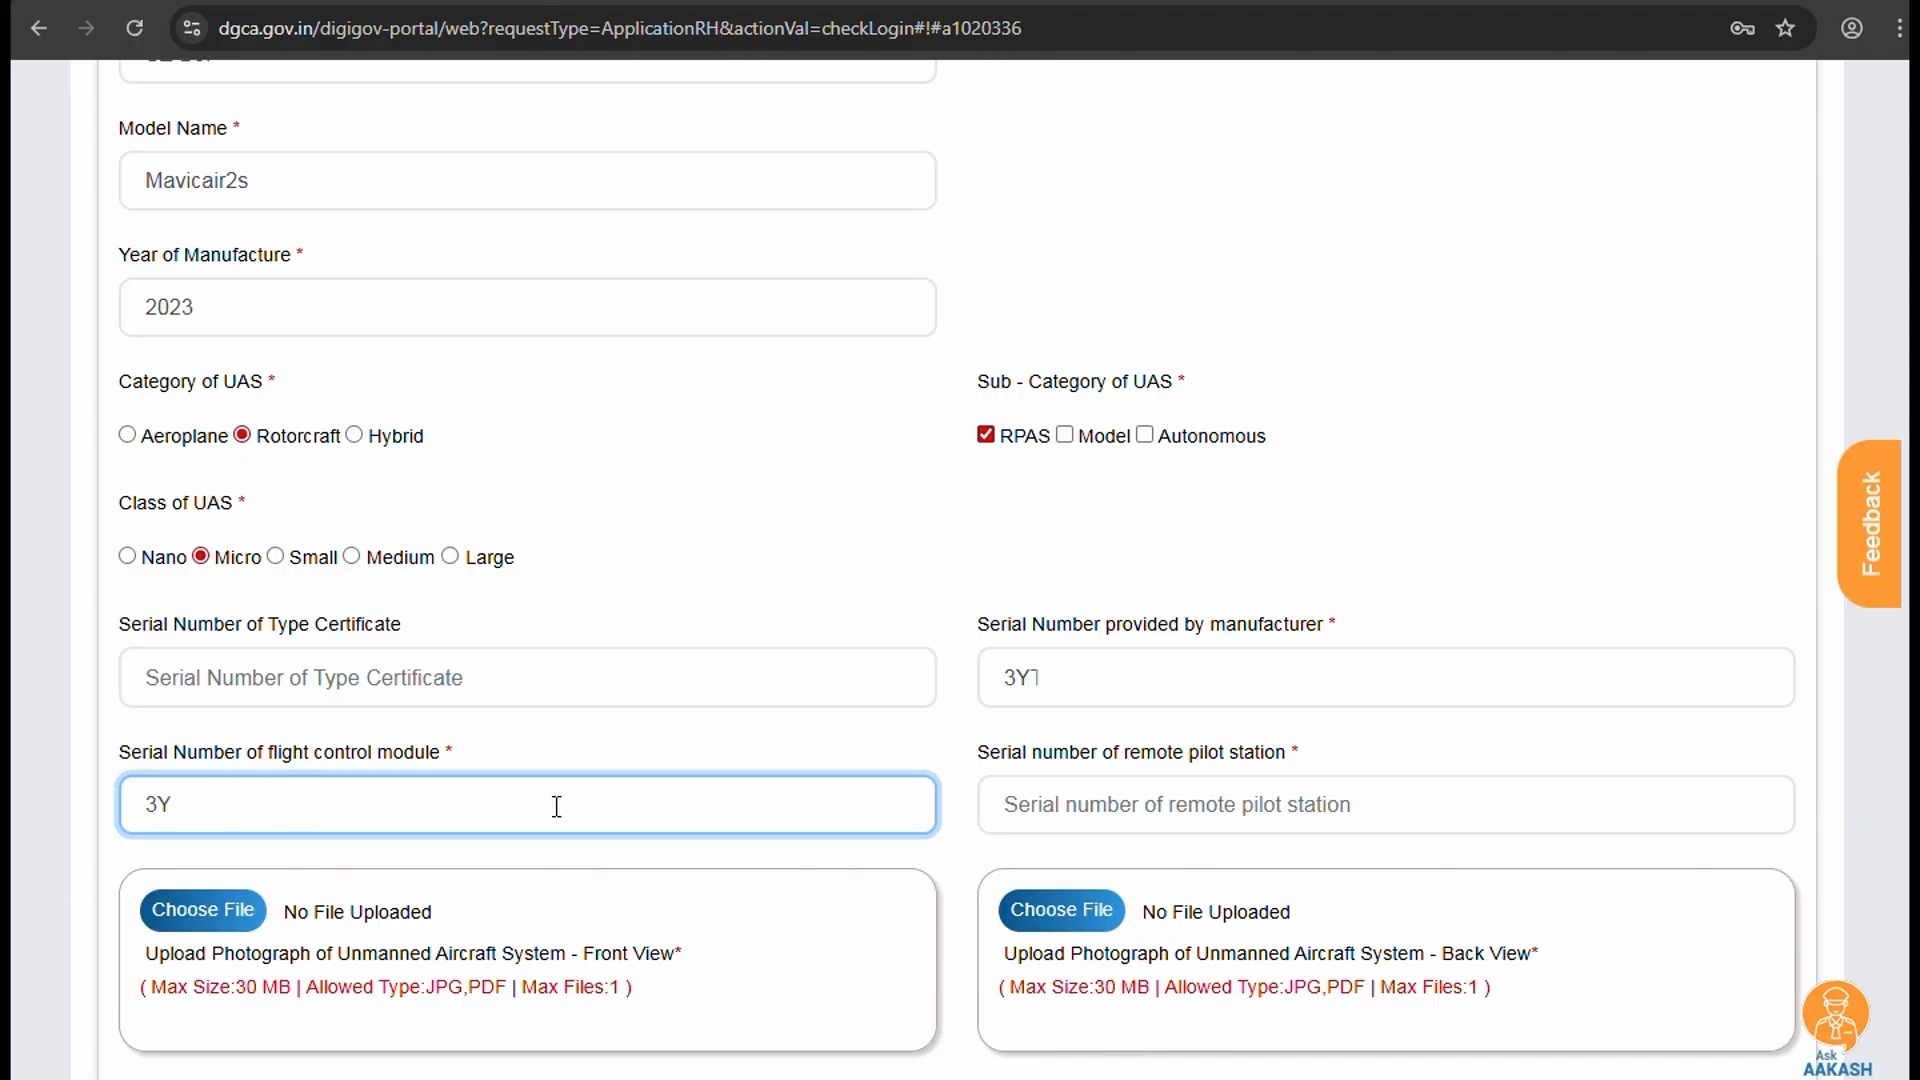 dgca.gov.in/digigov-portal/web?requestType=ApplicationRH&actionVal=checkLogin#!#a1020336
Model Name *
Mavicair2s
Year of Manufacture *
2023
Category of UAS *
Sub - Category of UAS *
Aeroplane Rotorcraft Hybrid
RPAS Model Autonomous
Class of UAS *
Nano Micro Small Medium Large
Serial Number of Type Certificate
Serial Number provided by manufacturer *
Serial Number of Type Certificate
Serial Number of flight control module *
Serial number of remote pilot station *
3Y
Serial number of remote pilot station
Choose File No File Uploaded
Choose File No File Uploaded
Upload Photograph of Unmanned Aircraft System - Front View*
Upload Photograph of Unmanned Aircraft System - Back View*
( Max Size:30 MB | Allowed Type:JPG,PDF | Max Files:1 )
( Max Size:30 MB | Allowed Type:JPG,PDF | Max Files:1 )
Feedback
Ask
AAKASH